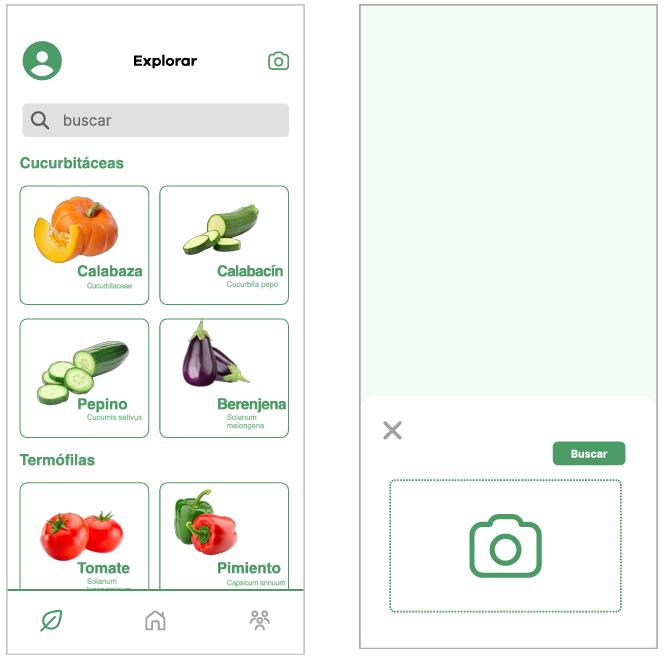 Explorar
buscar
Cucurbitáceas
Calabaza
Cucurbitaceae
Calabacín
Cucurbita pepo
Pepino
Cucumis sativus
Berenjena
Solanum
melongena
Termófilas
Tomate
Solanum
Pimiento
Capsicum annuum
Buscar